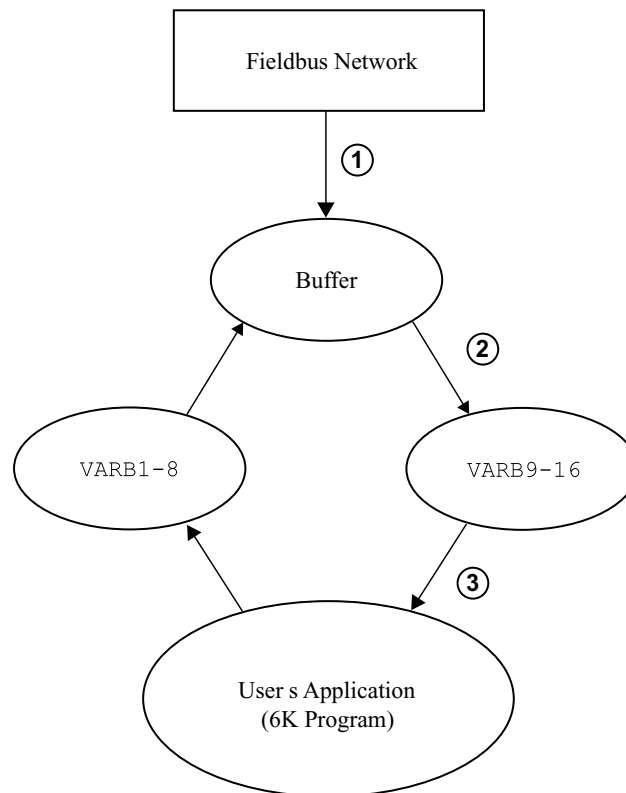 Fieldbus Network
1
Buffer
2
VARB1-8
VARB9-16
3
User s Application
(6K Program)